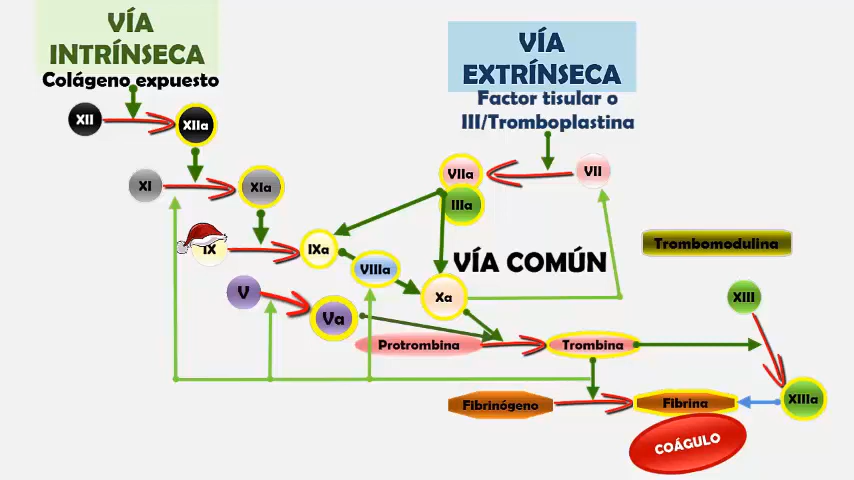 VÍA
INTRÍNSECA
Colágeno expuesto
VÍA
EXTRÍNSECA
Factor tisular o
III/Tromboplastina
XII
XIIa
XI
XIa
VIIa
VII
IIIa
IX
IXa
VIIIa
VÍA COMÚN
Trombomodulina
V
Va
Xa
XIII
Protrombina
Trombina
Fibrinógeno
Fibrina
XIIIa
COÁGULO